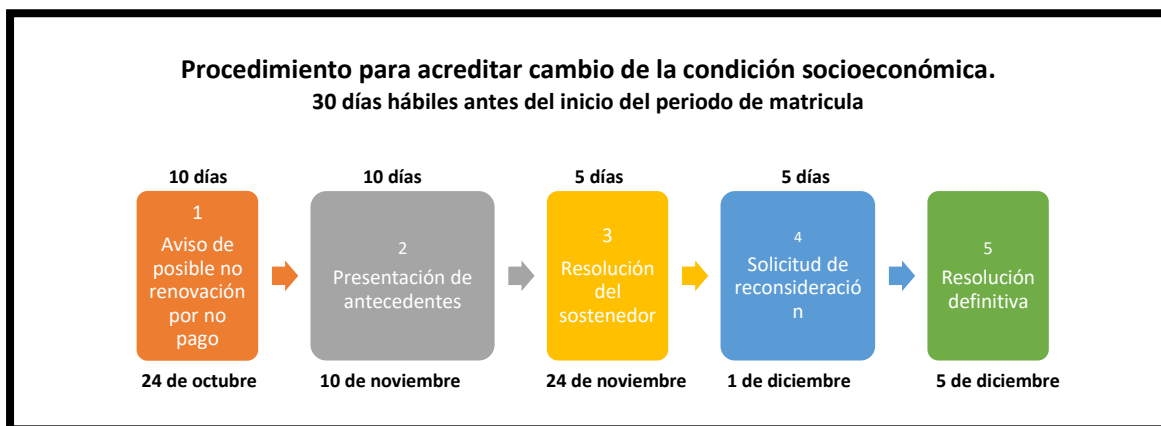 Procedimiento para acreditar cambio de la condición socioeconómica.
30 días hábiles antes del inicio del periodo de matricula
10 días
10 días
5 días
5 días
1
Aviso de
posible no
renovación
por no
pago
2
Presentación de
antecedentes
3
Resolución
del
sostenedor
4
Solicitud de
reconsideració
n
5
Resolución
definitiva
24 de octubre
10 de noviembre
24 de noviembre
1 de diciembre
5 de diciembre